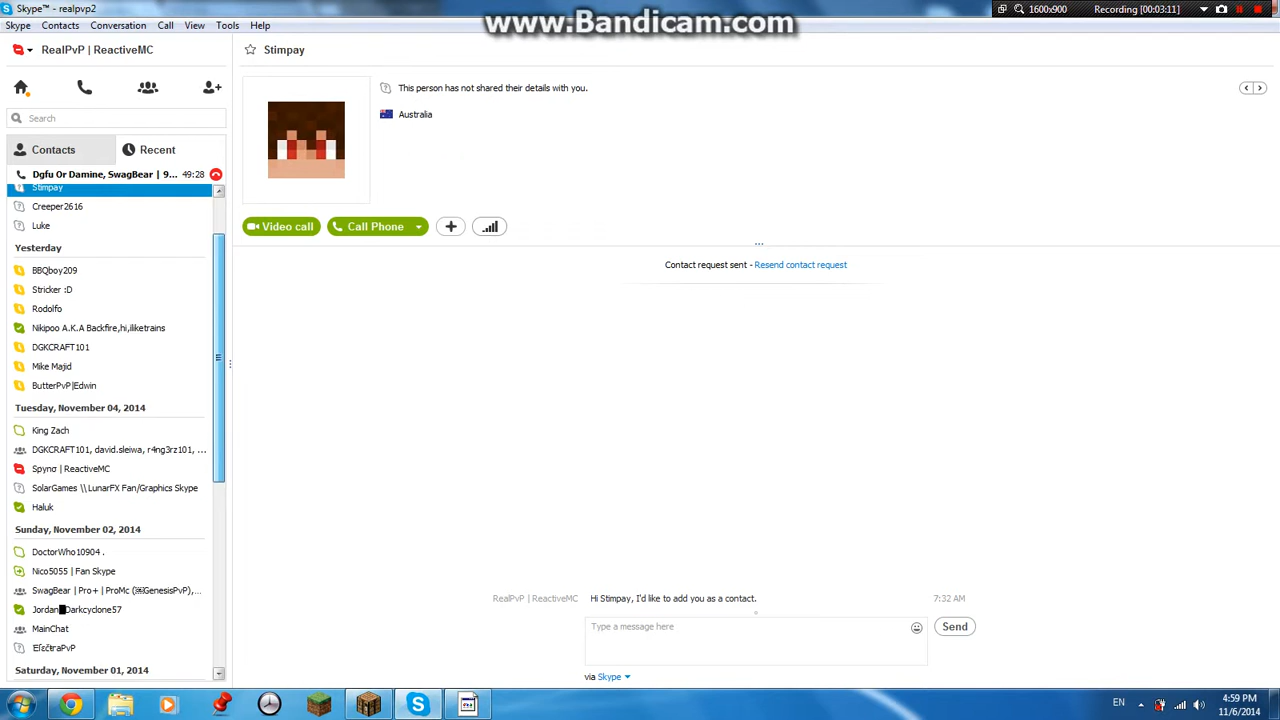 Skype™ - realpvp2
www.Bandicam.com
1600x900
Recording [00:03:11]
Skype Contacts Conversation Call View Tools Help
RealPvP | ReactiveMC
Search
Contacts
Recent
Dgfu Or Damine, SwagBear | 9... 49:28
Stimpay
Creeper2616
Luke
Yesterday
BBQboy209
Stricker :D
Rodolfo
Nikipoo A.K.A Backfire,hi,iliketrains
DGKCRAFT101
Mike Majid
ButterPvP|Edwin
Tuesday, November 04, 2014
King Zach
DGKCRAFT101, david.sleiwa, r4ng3rz101, ...
Spynσ | ReactiveMC
SolarGames \\ LunarFX Fan/Graphics Skype
Haluk
Sunday, November 02, 2014
DoctorWho10904 .
Nico5055 | Fan Skype
SwagBear | Pro+ | ProMc (GenesisPvP),...
Jordan█Darkcyclone57
MainChat
Saturday, November 01, 2014
Stimpay
This person has not shared their details with you.
Australia
Video call
Call Phone
Contact request sent - Resend contact request
RealPvP | ReactiveMC Hi Stimpay, I'd like to add you as a contact. 7:32 AM
Type a message here
Send
via Skype
EN
4:59 PM
11/6/2014